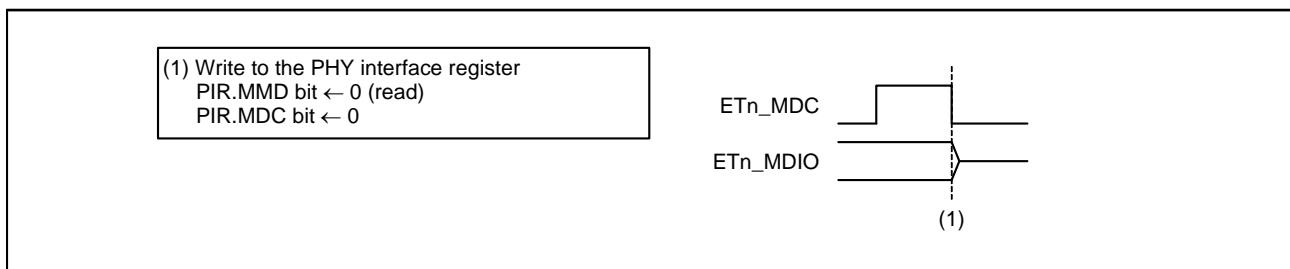 (1) Write to the PHY interface register
PIR.MMD bit ← 0 (read)
PIR.MDC bit ← 0
ETn_MDC
ETn_MDIO
(1)